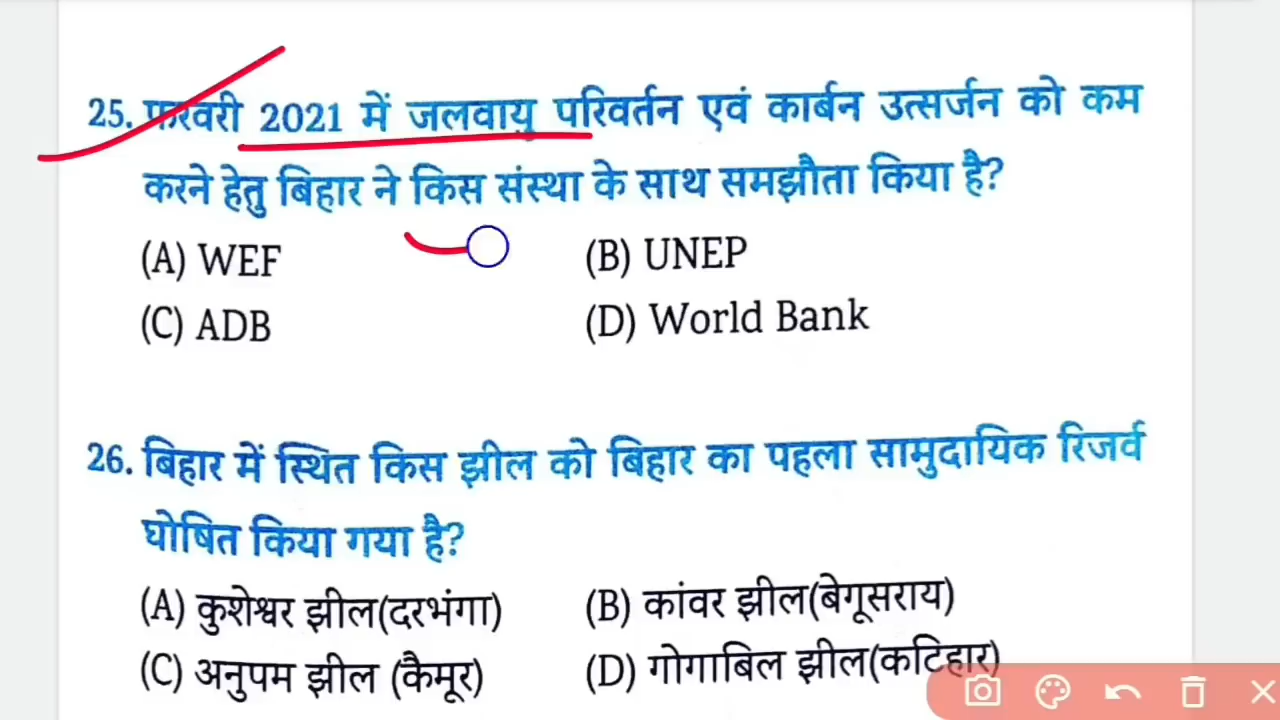 25. फरवरी 2021 में जलवायु परिवर्तन एवं कार्बन उत्सर्जन को कम
करने हेतु बिहार ने किस संस्था के साथ समझौता किया है?
(A) WEF (B) UNEP
(C) ADB (D) World Bank
26. बिहार में स्थित किस झील को बिहार का पहला सामुदायिक रिजर्व
घोषित किया गया है?
(A) कुशेश्वर झील(दरभंगा) (B) कांवर झील(बेगूसराय)
(C) अनुपम झील (कैमूर) (D) गोगाबिल झील(कटिहार)